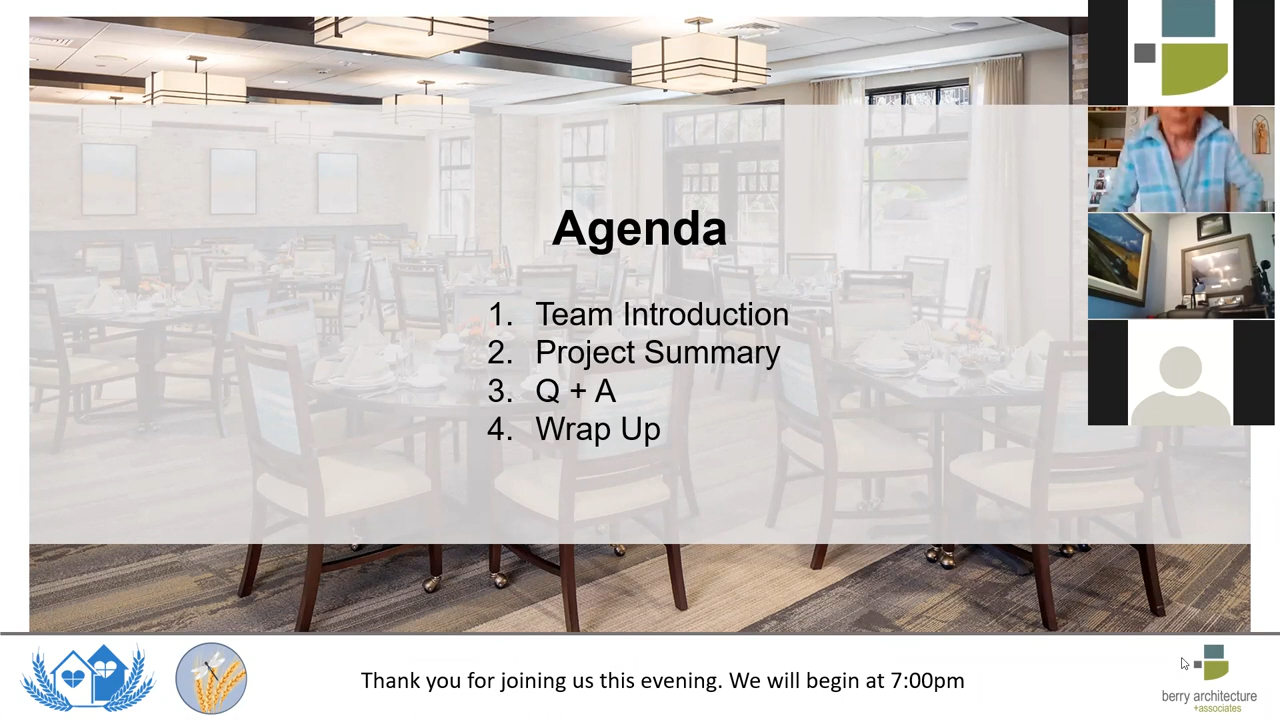 Agenda
1. Team Introduction
2. Project Summary
3. Q + A
4. Wrap Up
Thank you for joining us this evening. We will begin at 7:00pm
berry architecture
+associates